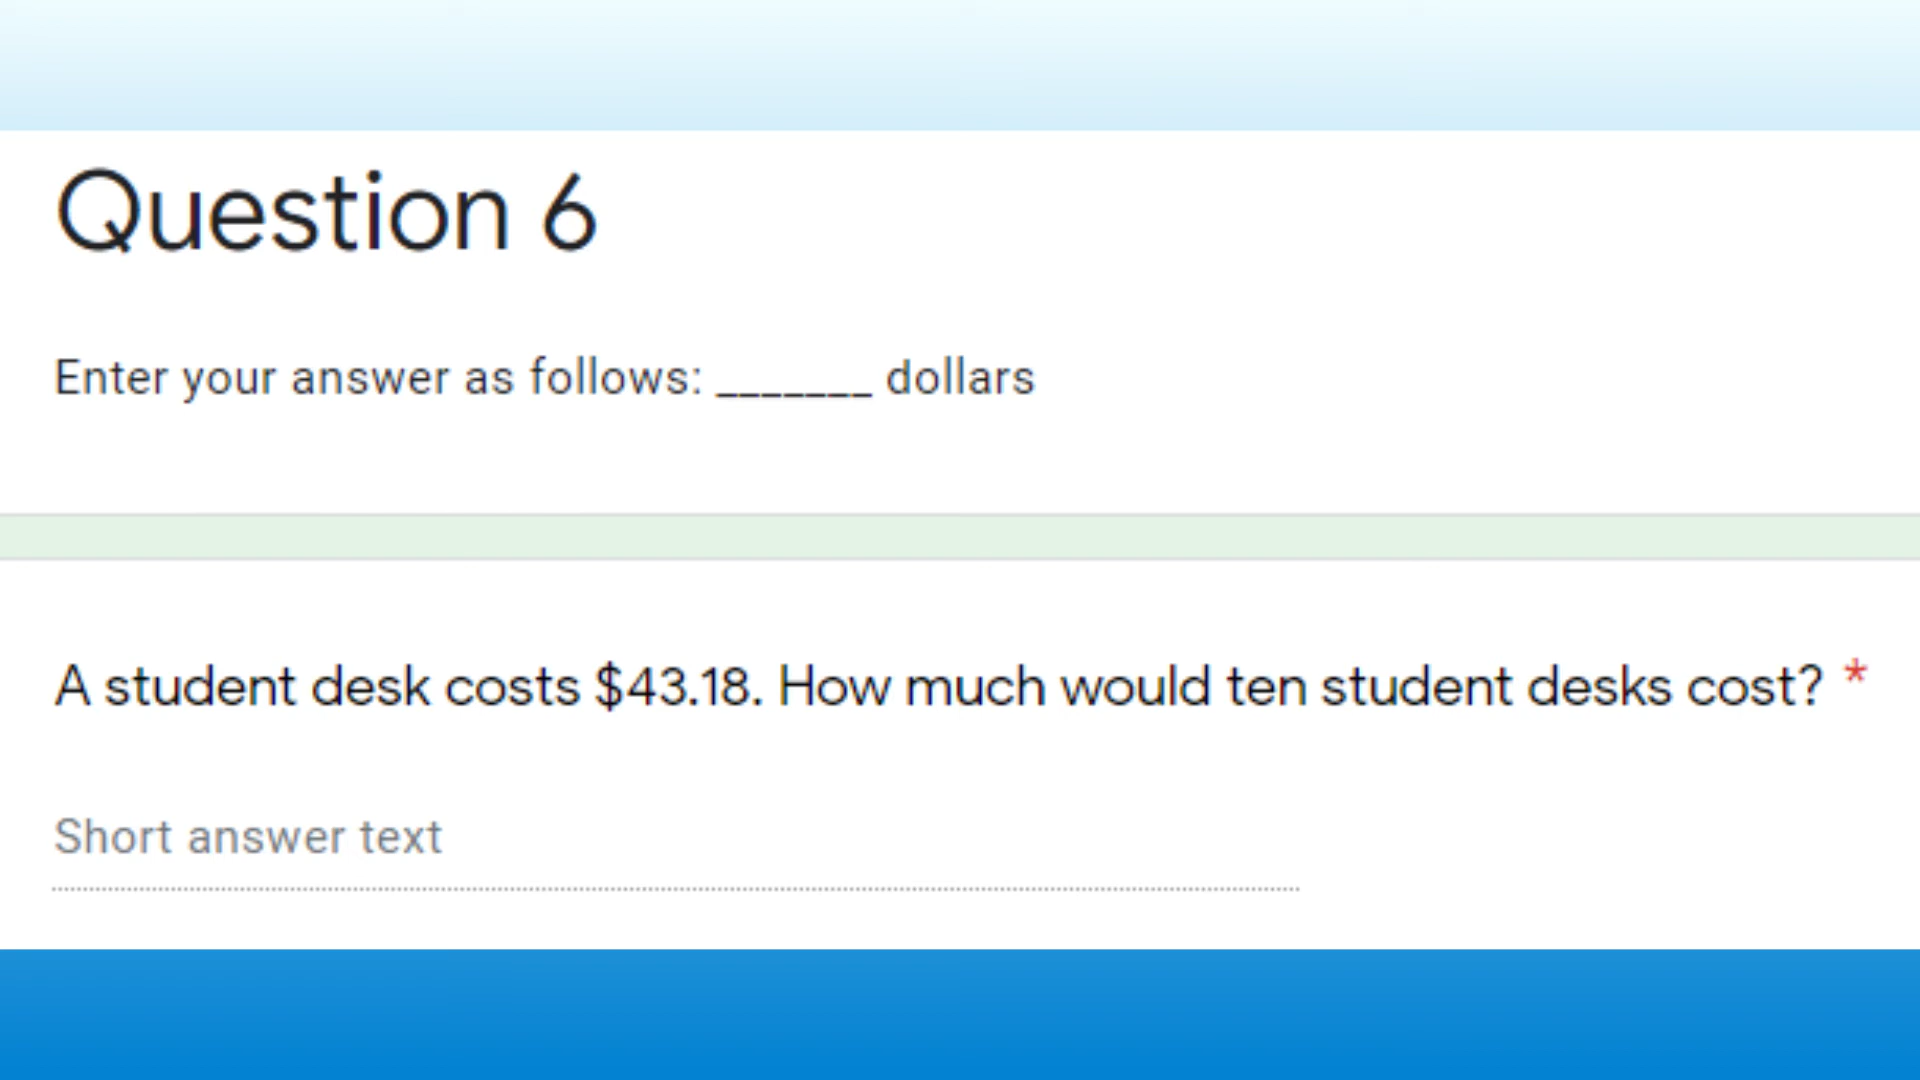 Question 6
Enter your answer as follows: _______ dollars
A student desk costs $43.18. How much would ten student desks cost? *
Short answer text